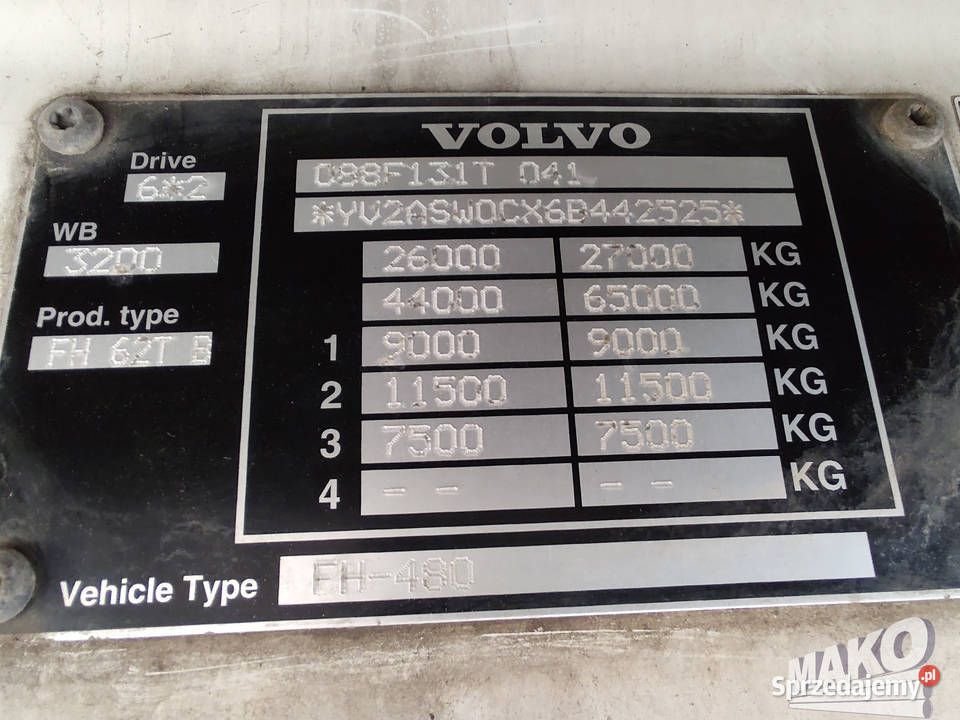 VOLVO
Drive
6*2
088F131T 041
*YV2ASW0CX6B442525*
WB
3200
26000 27000 KG
44000 65000 KG
Prod. type
FH 62T B
1 9000 9000 KG
2 11500 11500 KG
3 7500 7500 KG
4 - - - - KG
Vehicle Type FH-480
MAKO
Sprzedajemy.pl